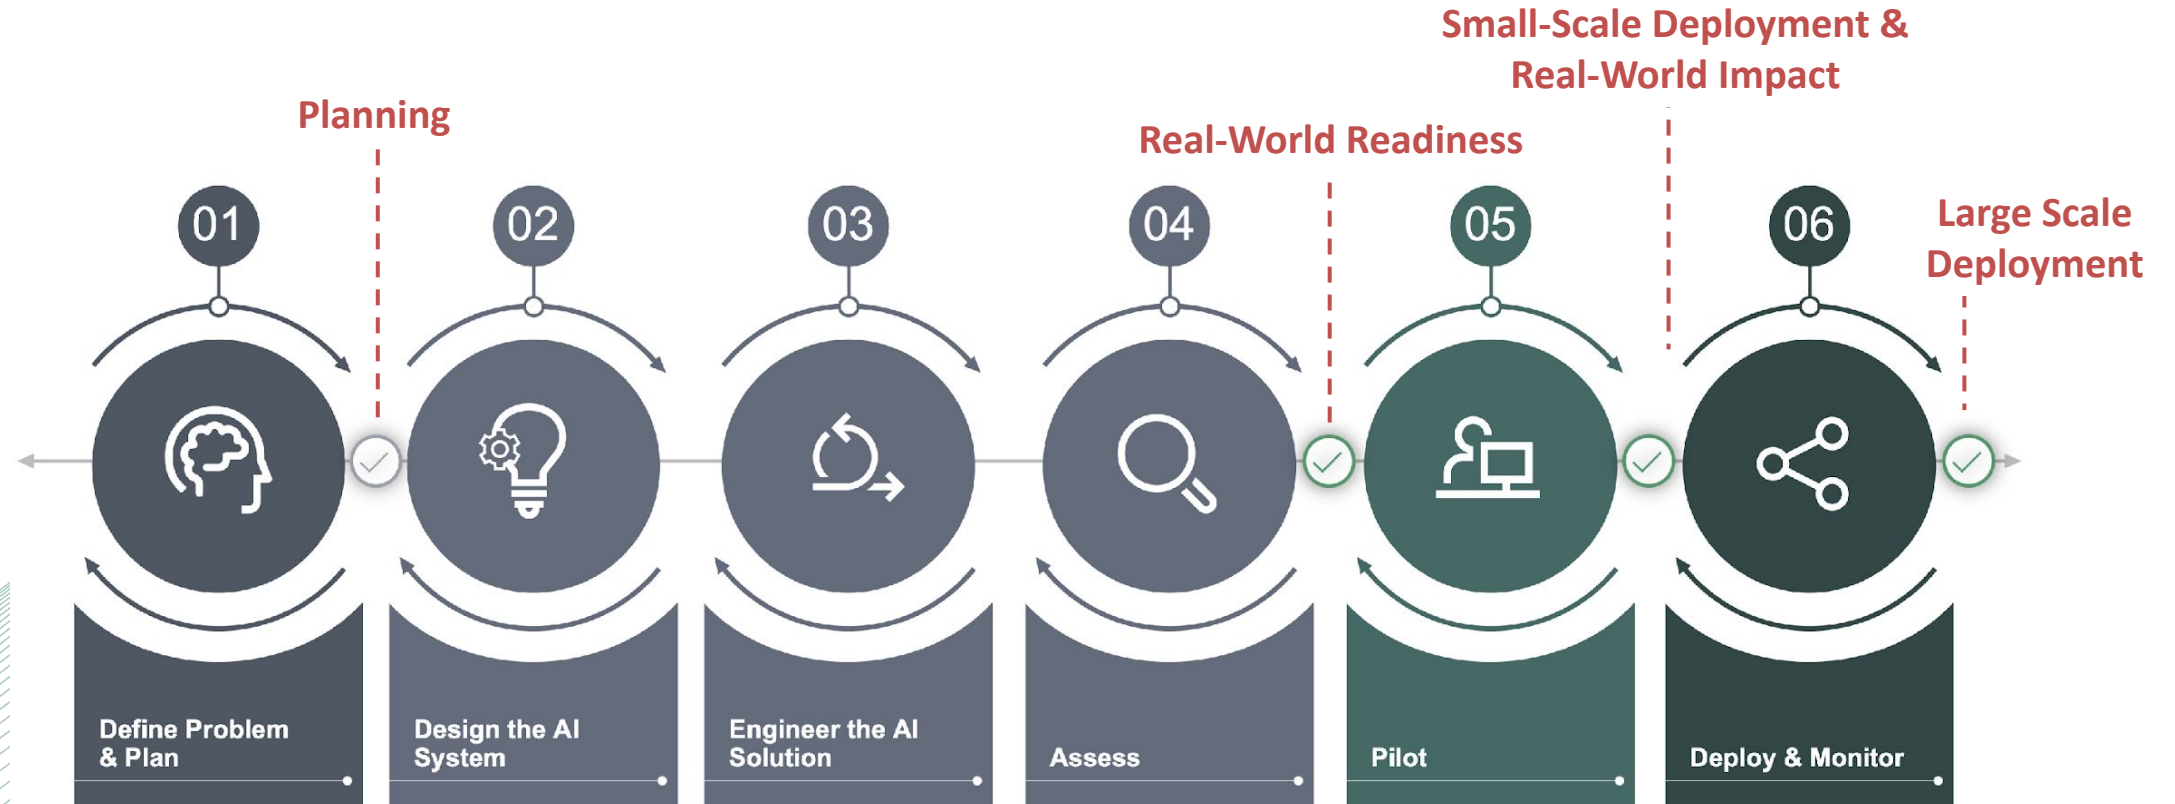 Small-Scale Deployment &
Real-World Impact
Planning
Real-World Readiness
Large Scale
Deployment
01
02
03
04
05
06
Define Problem
& Plan
Design the AI
System
Engineer the AI
Solution
Assess
Pilot
Deploy & Monitor